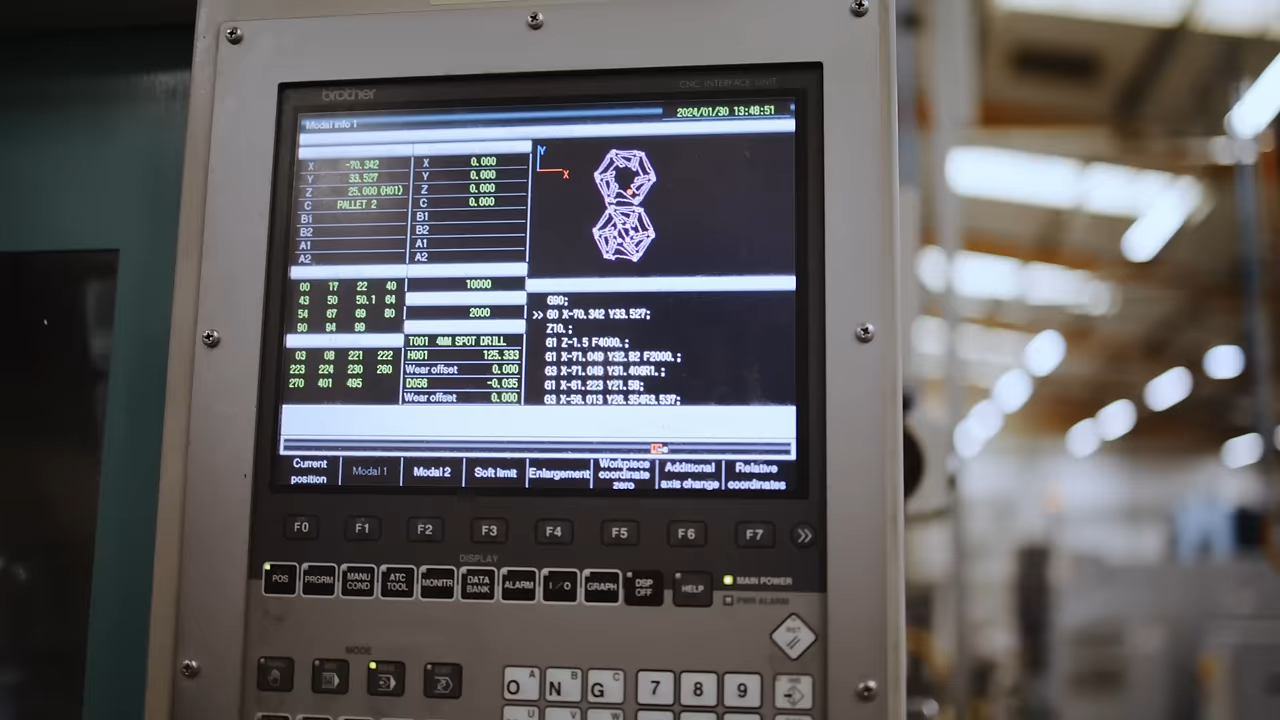 brother
CNC INTERFACE UNIT
Modal info 1
2024/01/30 13:48:51
X -70.342
Y 33.527
Z 25.000 (H01)
C PALLET 2
B1
B2
A1
A2
X 0.000
Y 0.000
Z 0.000
C 0.000
B1
B2
A1
A2
Y
X
00 17 22 40
43 50 50.1 64
54 67 69 80
90 94 99
03 08 221 222
223 224 230 260
270 401 495
10000
2000
T001 4MM SPOT DRILL
H001 125.333
Wear offset 0.000
D056 -0.035
Wear offset 0.000
G90;
>> G0 X-70.342 Y33.527;
Z10.;
G1 Z-1.5 F4000.;
G1 X-71.049 Y32.82 F2000.;
G3 X-71.049 Y31.406R1.;
G1 X-61.223 Y21.58;
G3 X-56.013 Y26.354R3.537;
Current position
Modal 1
Modal 2
Soft limit
Enlargement
Workpiece coordinate zero
Additional axis change
Relative coordinates
F0 F1 F2 F3 F4 F5 F6 F7
DISPLAY
POS
PRGRM
MANU COND
ATC TOOL
MONITR
DATA BANK
ALARM
I/O
GRAPH
DSP OFF
HELP
MAIN POWER
PWR ALARM
RST
MODE
O A
N B
G C
7 8 9